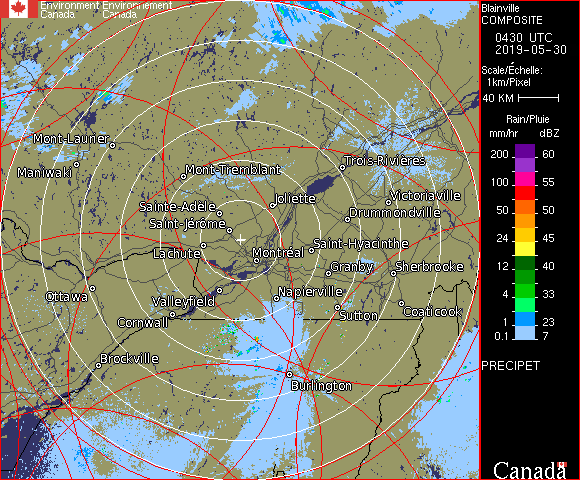 Environment Environnement
Canada Canada
Mont-Laurier
Maniwaki
Mont-Tremblant
Trois-Rivières
Joliette
Victoriaville
Sainte-Adèle
Drummondville
Saint-Jérôme
Lachute
Montréal
Saint-Hyacinthe
Granby
Sherbrooke
Ottawa
Valleyfield
Napierville
Cornwall
Sutton
Coaticook
Brockville
Burlington
Blainville
COMPOSITE
0430 UTC
2019-05-30
Scale/Échelle:
1km/Pixel
40 KM
Rain/Pluie
mm/hr dBZ
200 60
100 55
50 50
24 45
12 40
4 33
1 23
0.1 7
PRECIPET
Canada